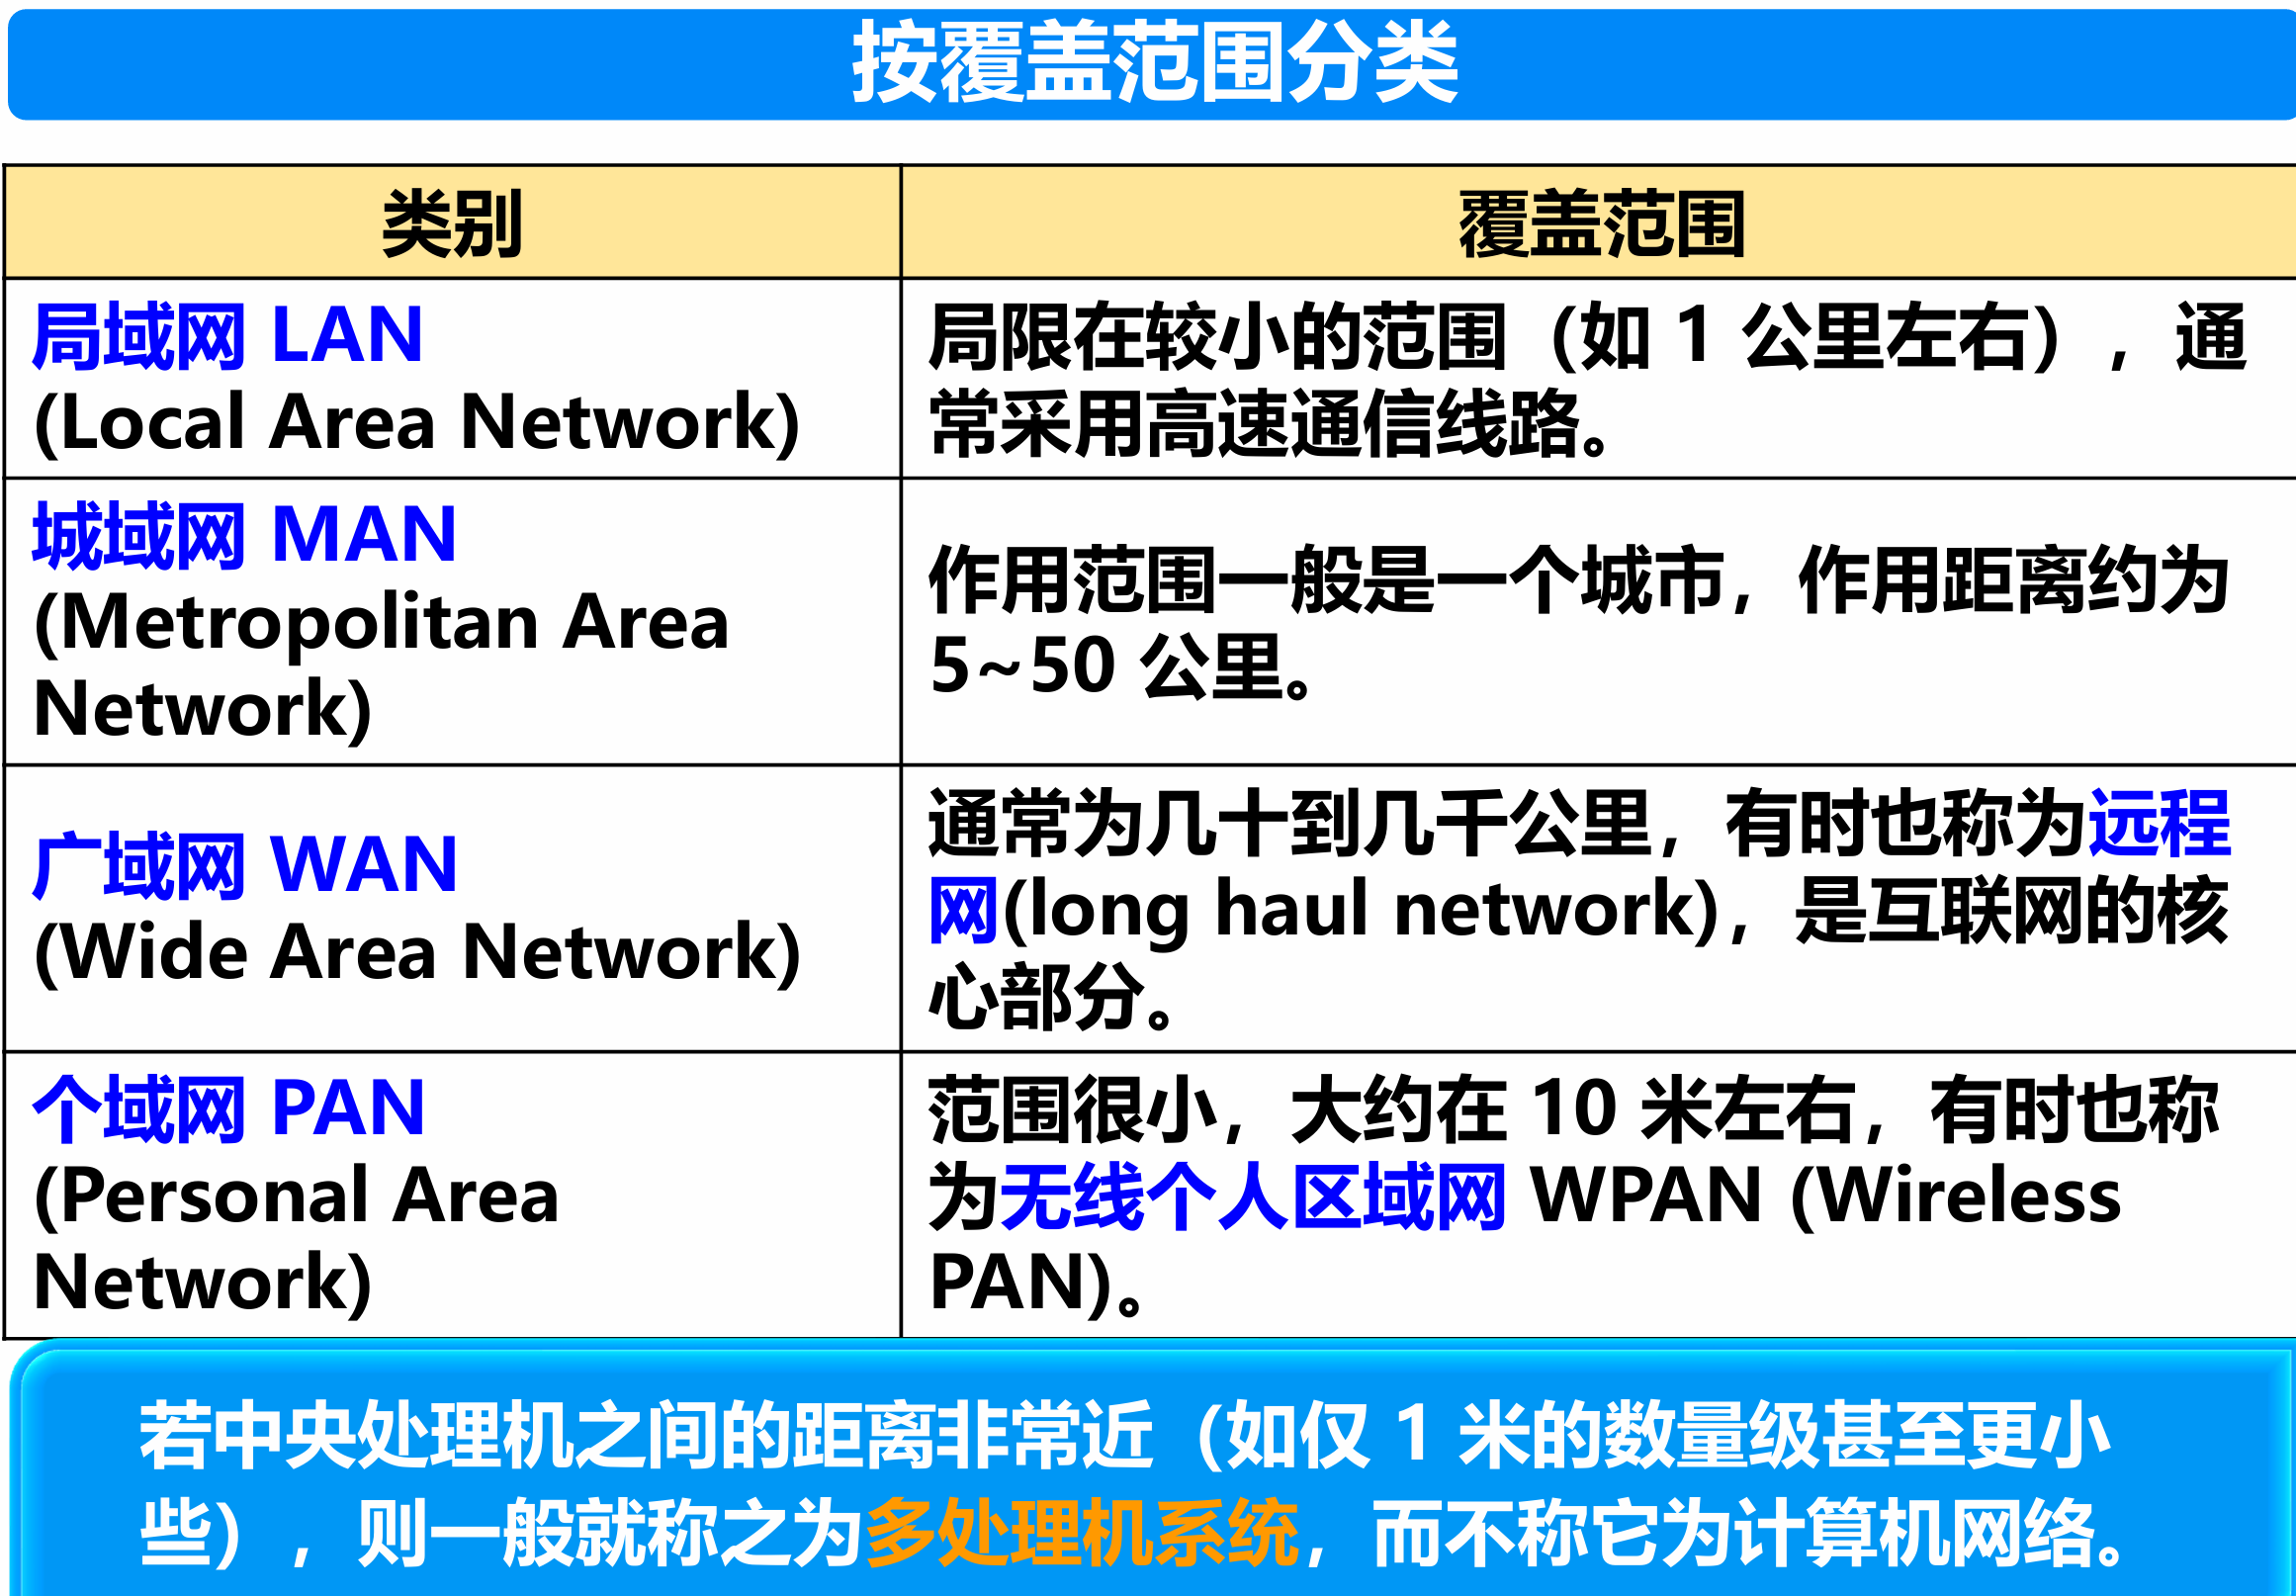 按覆盖范围分类
类别
覆盖范围
局域网 LAN
(Local Area Network)
局限在较小的范围（如 1 公里左右），通
常采用高速通信线路。
城域网 MAN
(Metropolitan Area
Network)
作用范围一般是一个城市，作用距离约为
5~50 公里。
广域网 WAN
(Wide Area Network)
通常为几十到几千公里，有时也称为远程
网(long haul network)，是互联网的核
心部分。
个域网 PAN
(Personal Area
Network)
范围很小，大约在 10 米左右，有时也称
为无线个人区域网 WPAN (Wireless
PAN)。
若中央处理机之间的距离非常近（如仅 1 米的数量级甚至更小
些），则一般就称之为多处理机系统，而不称它为计算机网络。